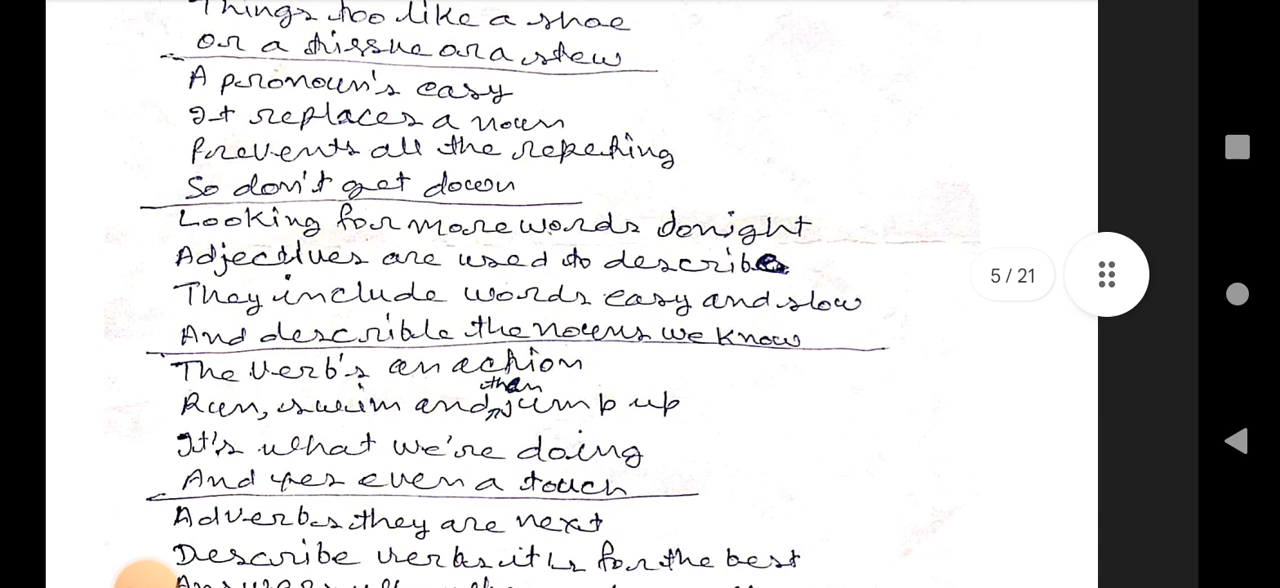 Things too like a shoe
Or a tissue or a stew
A pronoun's easy
It replaces a noun
Prevents all the repeating
So don't get down
Looking for more words tonight
Adjectives are used to describe
They include words easy and slow
And describle the nouns we know
The verb's an action
Run, swim and then jump up
It's what we're doing
And yes even a touch
Adverbs they are next
Describe verbs it is for the best
5 / 21